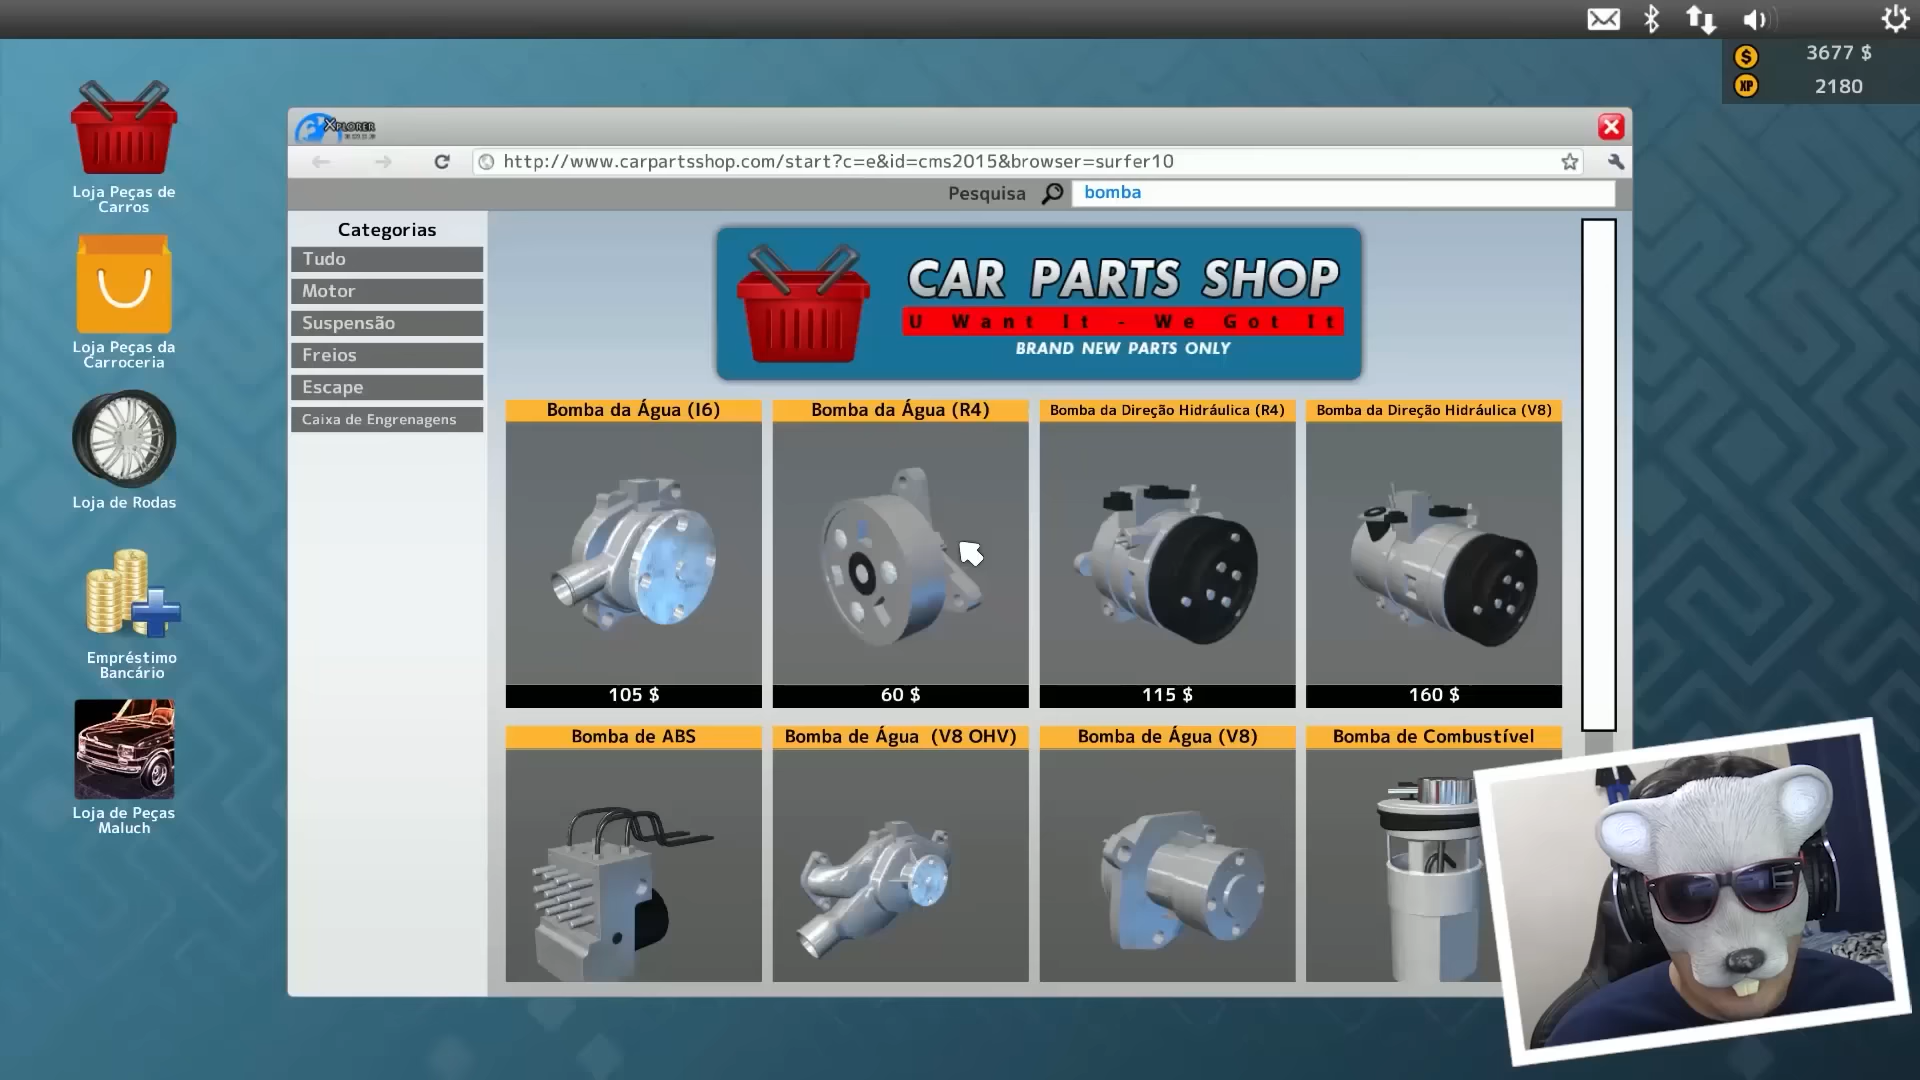 3677 $
XP
2180
XPLORER
http://www.carpartsshop.com/start?c=e&id=cms2015&browser=surfer10
Pesquisa
bomba
Loja Peças de
Carros
Loja Peças da
Carroceria
Loja de Rodas
Empréstimo
Bancário
Loja de Peças
Maluch
Categorias
Tudo
Motor
Suspensão
Freios
Escape
Caixa de Engrenagens
CAR PARTS SHOP
U Want It - We Got It
BRAND NEW PARTS ONLY
Bomba da Água (I6)
Bomba da Água (R4)
Bomba da Direção Hidráulica (R4)
Bomba da Direção Hidráulica (V8)
105 $
60 $
115 $
160 $
Bomba de ABS
Bomba de Água (V8 OHV)
Bomba de Água (V8)
Bomba de Combustível